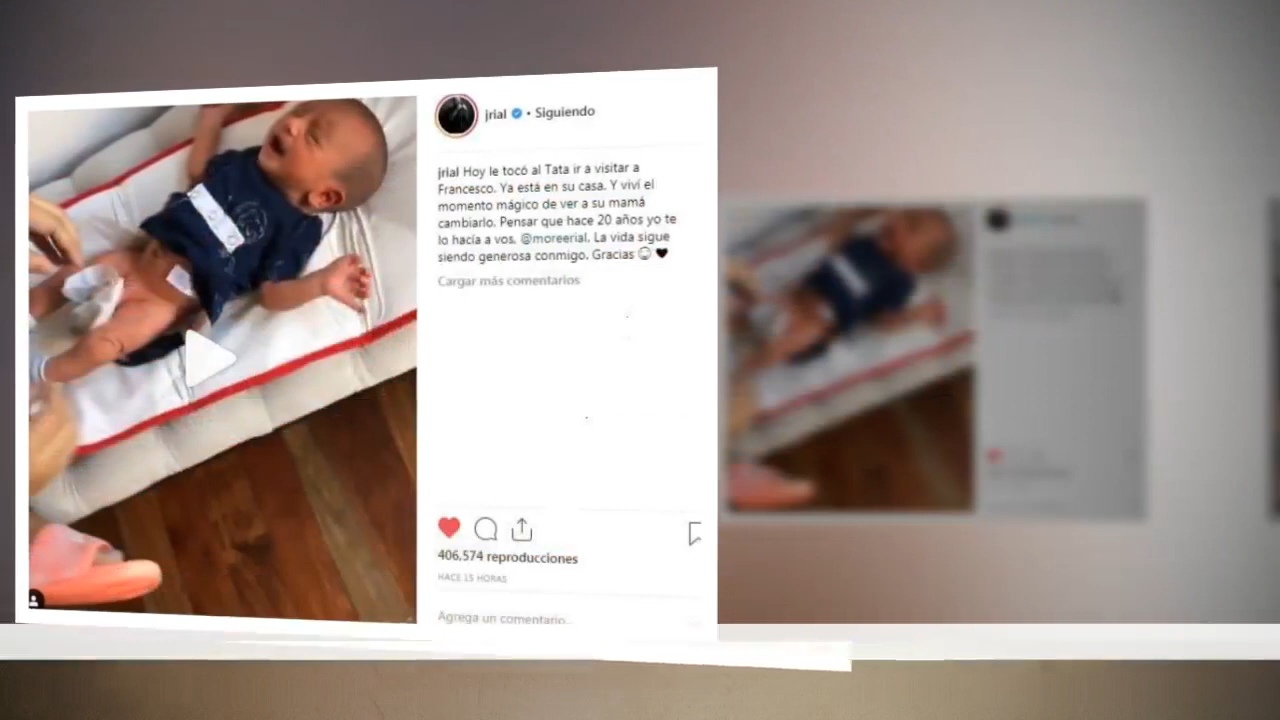 jrial • Siguiendo
jrial Hoy le tocó al Tata ir a visitar a
Francesco. Ya está en su casa. Y viví el
momento mágico de ver a su mamá
cambiarlo. Pensar que hace 20 años yo te
lo hacía a vos, @moreerial. La vida sigue
siendo generosa conmigo. Gracias
Cargar más comentarios
406.574 reproducciones
HACE 15 HORAS
Agrega un comentario...